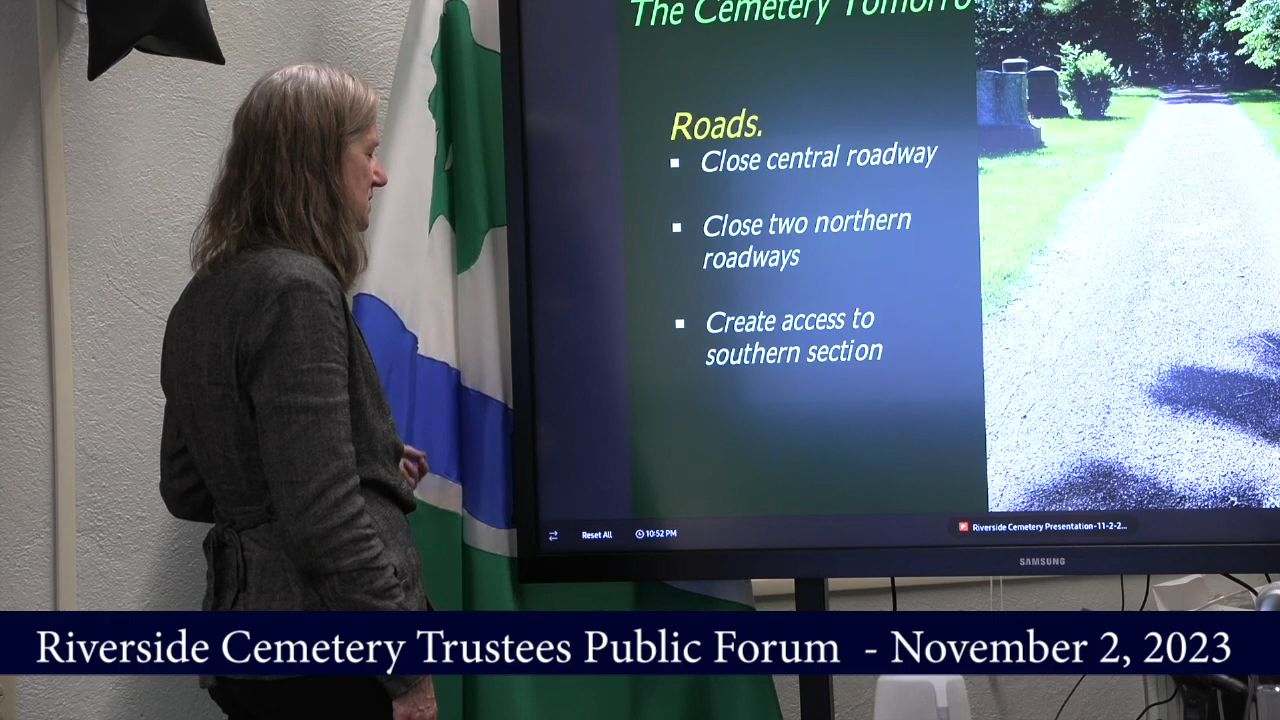 The Cemetery Tomorro
Roads.
▪ Close central roadway
▪ Close two northern
roadways
▪ Create access to
southern section
Reset All
10:52 PM
Riverside Cemetery Presentation-11-2-2...
SAMSUNG
Riverside Cemetery Trustees Public Forum - November 2, 2023